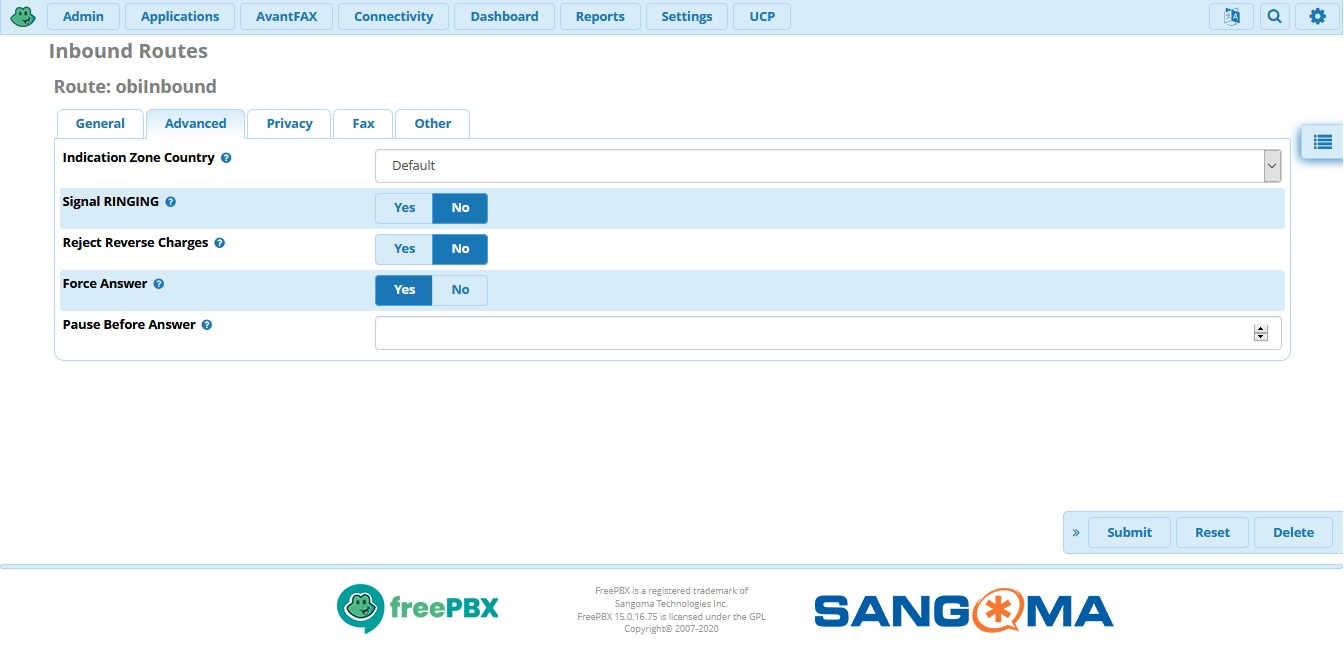 Admin Applications AvantFAX Connectivity Dashboard Reports Settings UCP
Inbound Routes
Route: obiInbound
General Advanced Privacy Fax Other
Indication Zone Country
Default
Signal RINGING
Yes No
Reject Reverse Charges
Yes No
Force Answer
Yes No
Pause Before Answer
» Submit Reset Delete
freePBX
FreePBX is a registered trademark of
Sangoma Technologies Inc.
FreePBX 15.0.16.75 is licensed under the GPL
Copyright© 2007-2020
SANGOMA